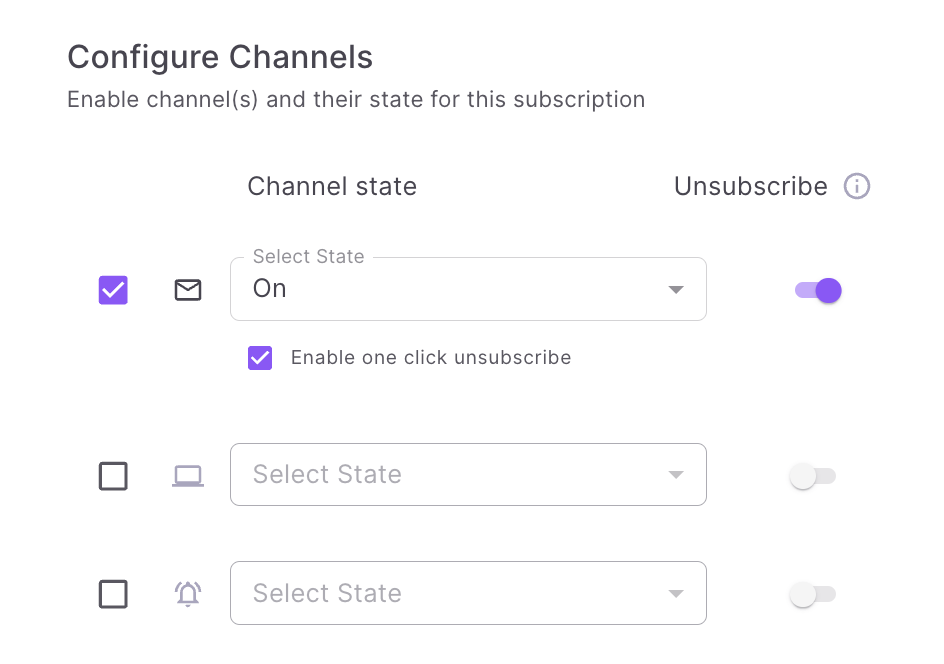 Configure Channels
Enable channel(s) and their state for this subscription
Channel state
Unsubscribe
Select State
On
Enable one click unsubscribe
Select State
Select State